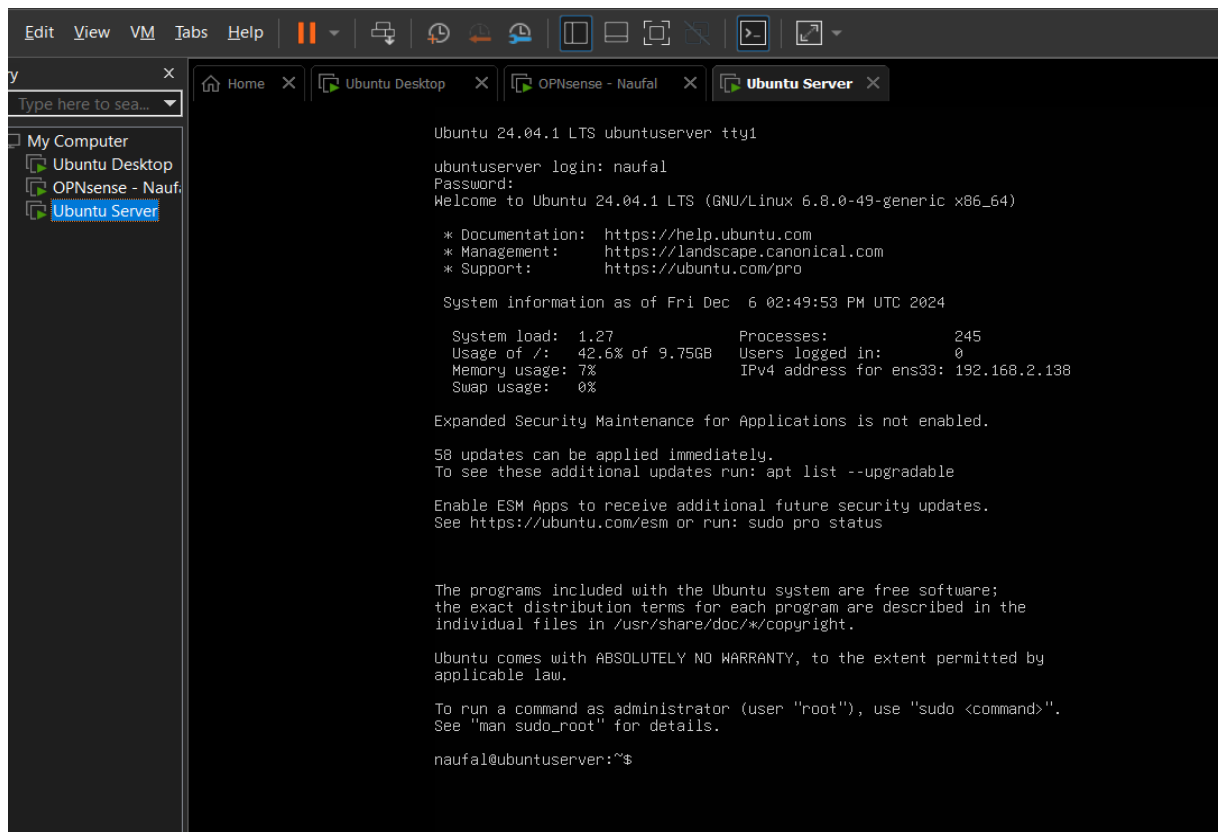 Edit View VM Tabs Help
ry
Type here to sea...
My Computer
Ubuntu Desktop
OPNsense - Naufa
Ubuntu Server
Home
Ubuntu Desktop
OPNsense - Naufal
Ubuntu Server
Ubuntu 24.04.1 LTS ubuntuserver tty1
ubuntuserver login: naufal
Password:
Welcome to Ubuntu 24.04.1 LTS (GNU/Linux 6.8.0-49-generic x86_64)
* Documentation:  https://help.ubuntu.com
* Management:     https://landscape.canonical.com
* Support:        https://ubuntu.com/pro
System information as of Fri Dec  6 02:49:53 PM UTC 2024
System load:  1.27               Processes:              245
Usage of /:   42.6% of 9.75GB   Users logged in:        0
Memory usage: 7%                 IPv4 address for ens33: 192.168.2.138
Swap usage:   0%
Expanded Security Maintenance for Applications is not enabled.
58 updates can be applied immediately.
To see these additional updates run: apt list --upgradable
Enable ESM Apps to receive additional future security updates.
See https://ubuntu.com/esm or run: sudo pro status
The programs included with the Ubuntu system are free software;
the exact distribution terms for each program are described in the
individual files in /usr/share/doc/*/copyright.
Ubuntu comes with ABSOLUTELY NO WARRANTY, to the extent permitted by
applicable law.
To run a command as administrator (user "root"), use "sudo <command>".
See "man sudo_root" for details.
naufal@ubuntuserver:~$